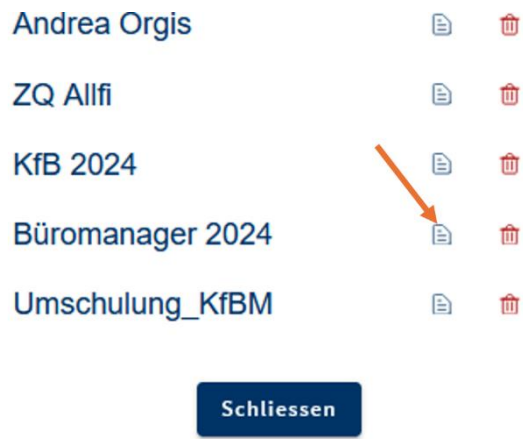 Andrea Orgis
ZQ Allfi
KfB 2024
Büromanager 2024
Umschulung_KfBM
Schliessen